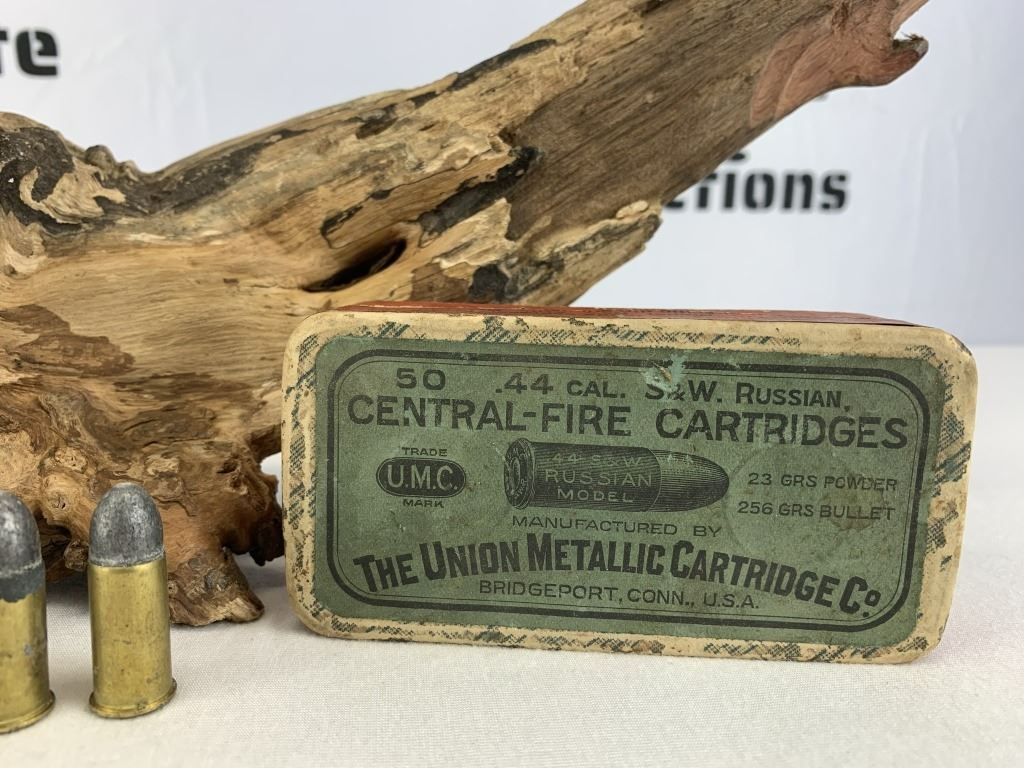 50 .44 CAL. S&W. RUSSIAN,
CENTRAL-FIRE CARTRIDGES
TRADE
U.M.C.
MARK
.44 S&W
RUSSIAN
MODEL
23 GRS POWDER
256 GRS BULLET
MANUFACTURED BY
THE UNION METALLIC CARTRIDGE CO
BRIDGEPORT, CONN., U.S.A.